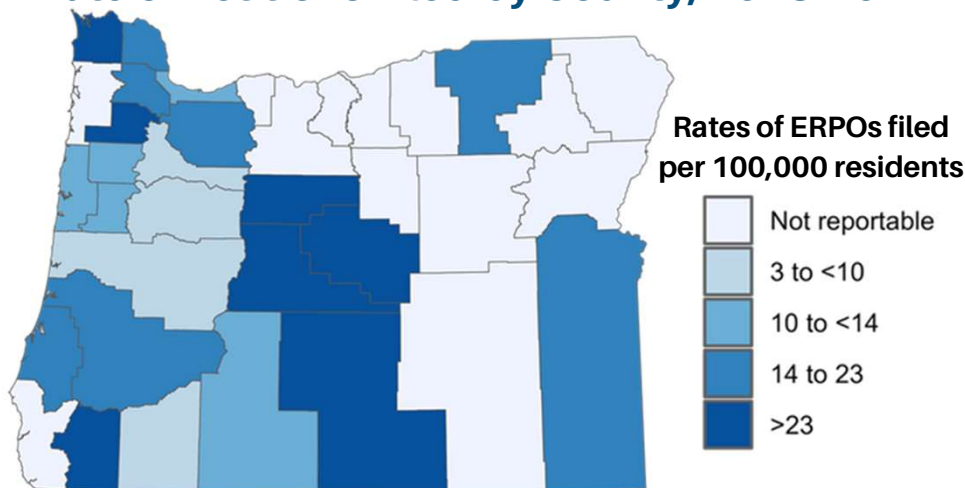 Rates of ERPOs filed
per 100,000 residents
Not reportable
3 to <10
10 to <14
14 to 23
>23